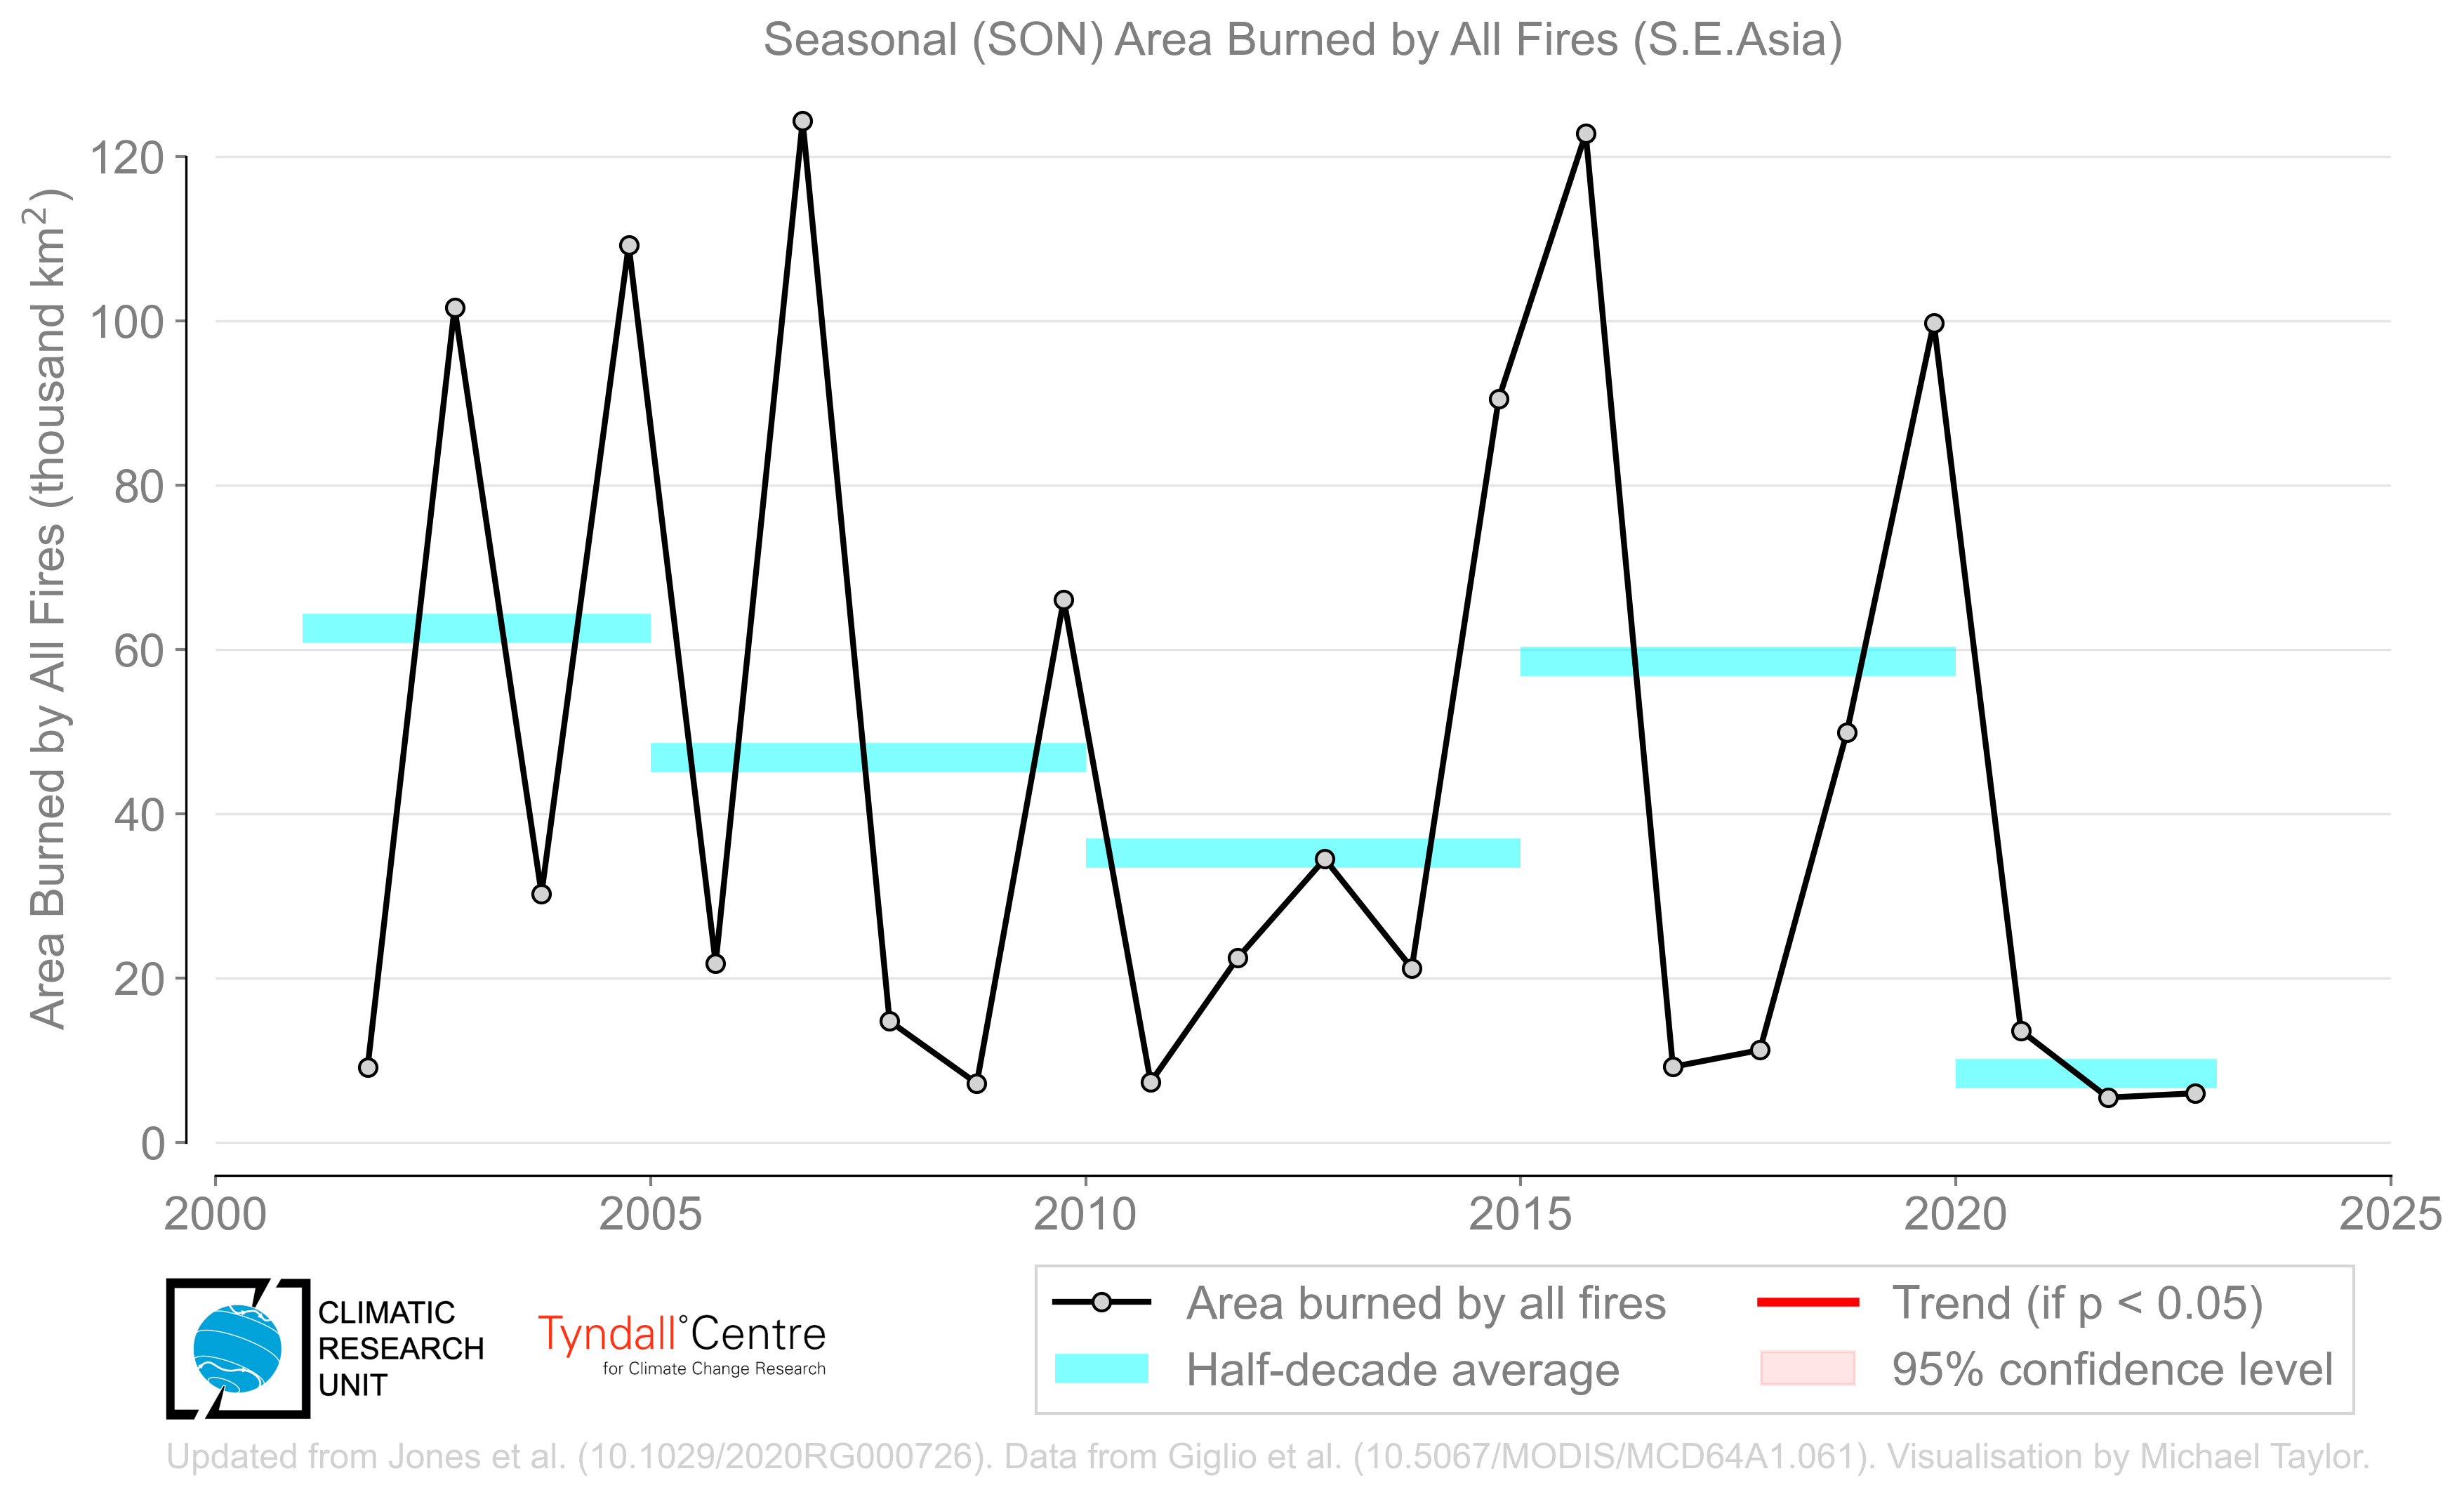 Seasonal (SON) Area Burned by All Fires (S.E.Asia)
Area Burned by All Fires (thousand km²)
120
100
80
60
40
20
0
2000 2005 2010 2015 2020 2025
CLIMATIC
RESEARCH
UNIT
Tyndall°Centre
for Climate Change Research
Area burned by all fires
Half-decade average
Trend (if p < 0.05)
95% confidence level
Updated from Jones et al. (10.1029/2020RG000726). Data from Giglio et al. (10.5067/MODIS/MCD64A1.061). Visualisation by Michael Taylor.